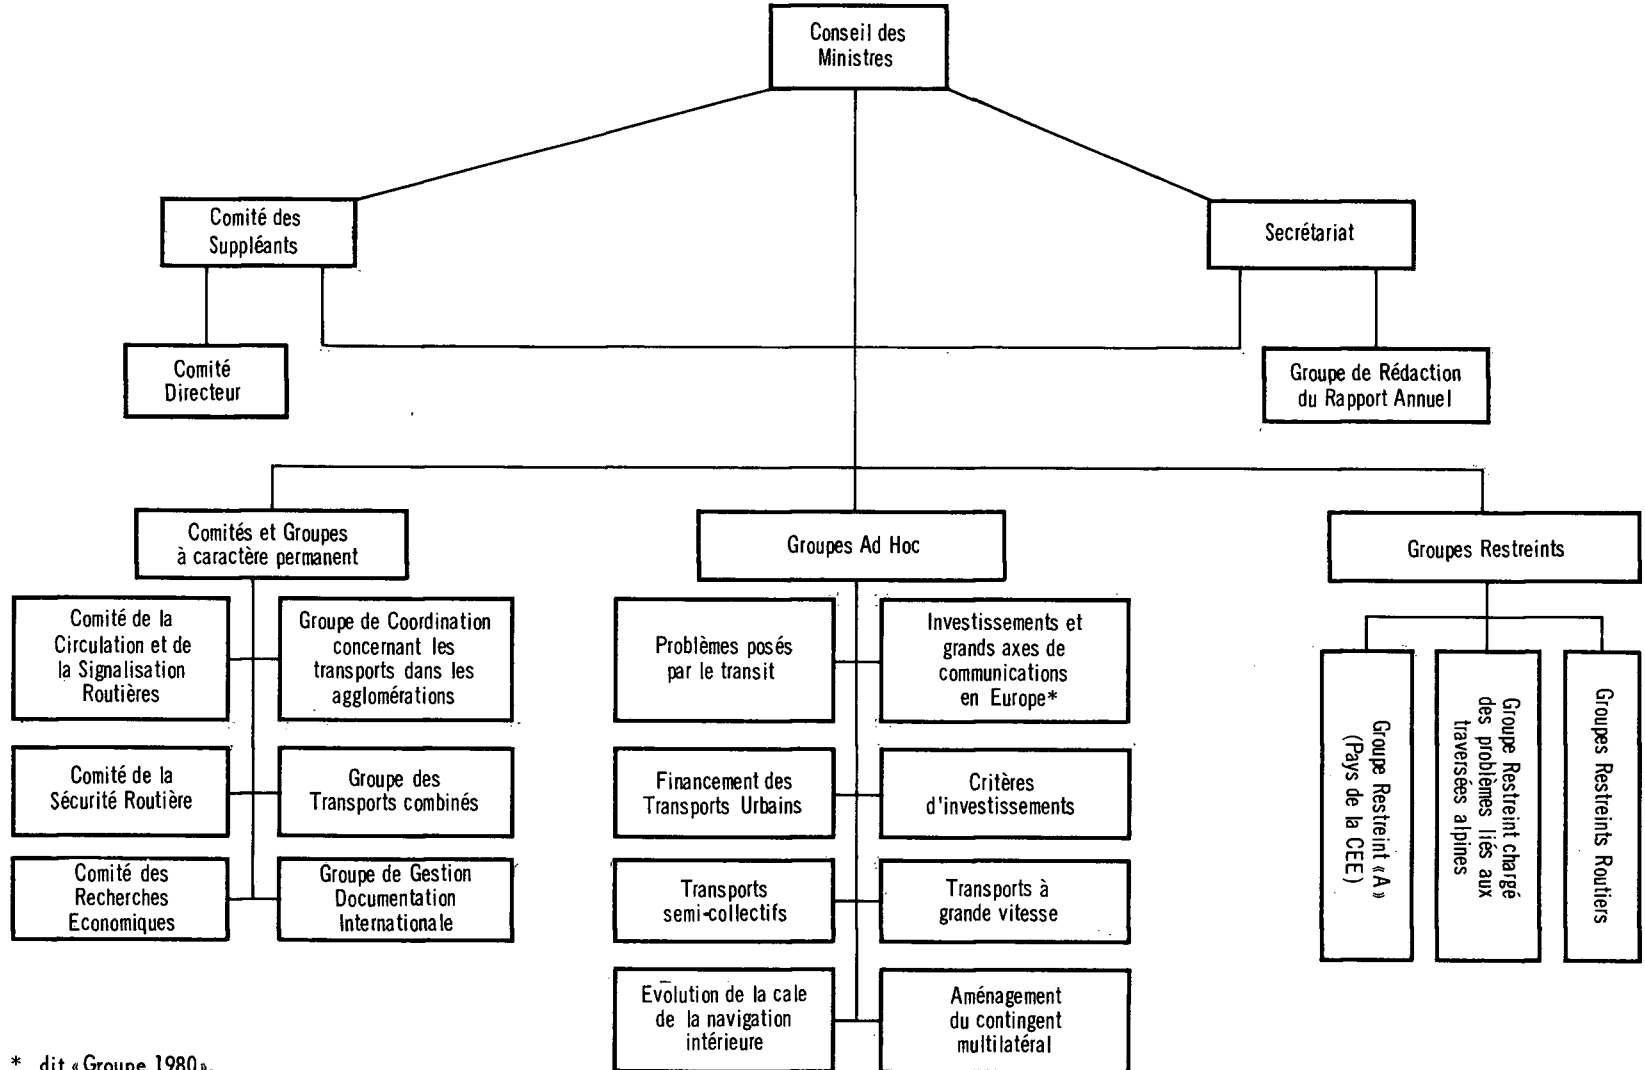 Conseil des
Ministres
Comité des
Suppléants
Secrétariat
Comité
Directeur
Groupe de Rédaction
du Rapport Annuel
Comités et Groupes
à caractère permanent
Groupes Ad Hoc
Groupes Restreints
Comité de la
Circulation et de
la Signalisation
Routières
Groupe de Coordination
concernant les
transports dans les
agglomérations
Comité de la
Sécurité Routière
Groupe des
Transports combinés
Comité des
Recherches
Economiques
Groupe de Gestion
Documentation
Internationale
Problèmes posés
par le transit
Investissements et
grands axes de
communications
en Europe*
Financement des
Transports Urbains
Critères
d'investissements
Transports
semi-collectifs
Transports à
grande vitesse
Evolution de la cale
de la navigation
intérieure
Aménagement
du contingent
multilatéral
Groupe Restreint «A»
(Pays de la CEE)
Groupe Restreint chargé
des problèmes liés aux
traversées alpines
Groupes Restreints Routiers
* dit «Groupe 1980».